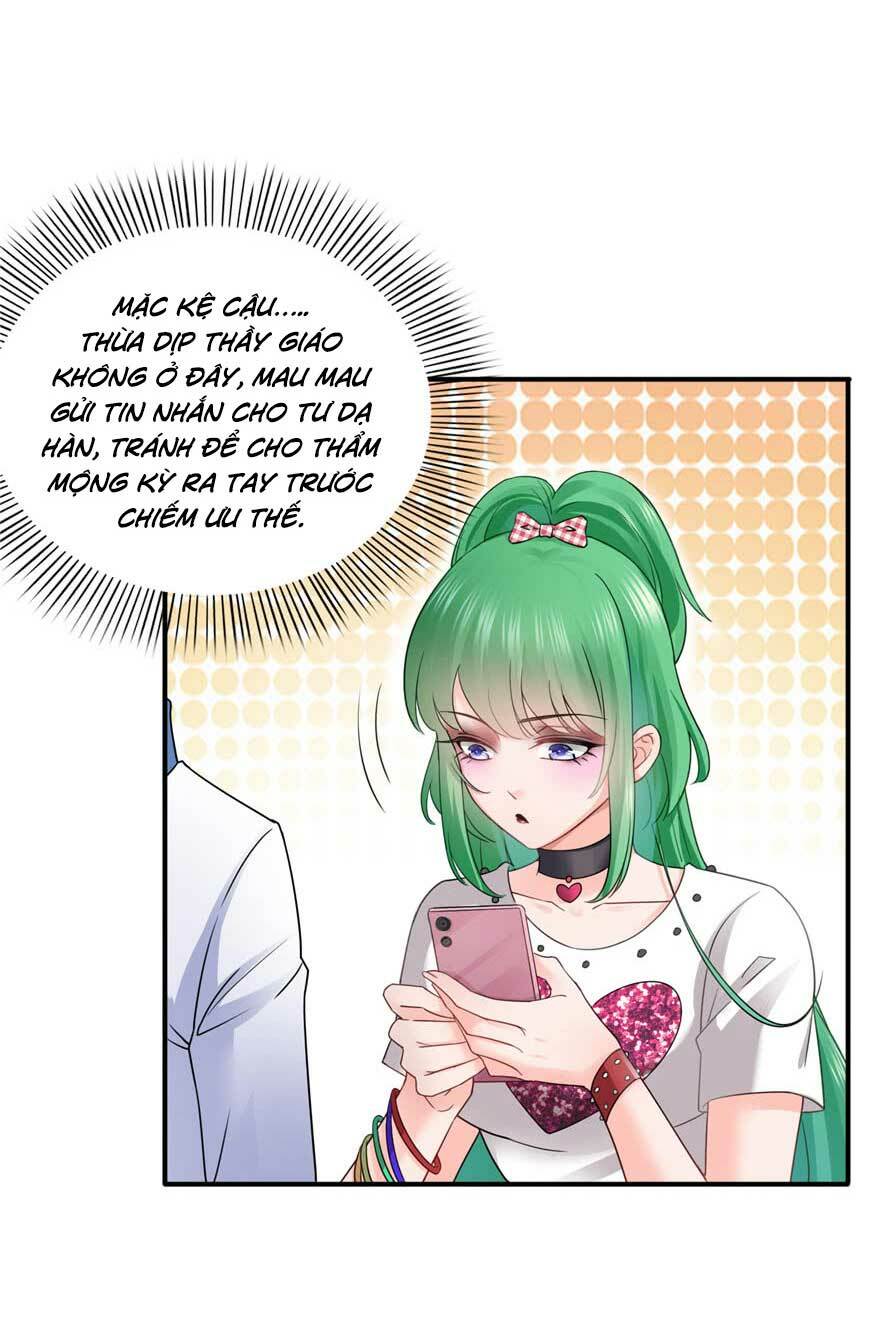 MẶC KỆ CẬU.....
THỪA DỊP THẦY GIÁO
KHÔNG Ở ĐÂY, MAU MAU
GỬI TIN NHẮN CHO TƯ DẠ
HÀN, TRÁNH ĐỂ CHO THẨM
MỘNG KỲ RA TAY TRƯỚC
CHIẾM ƯU THẾ.